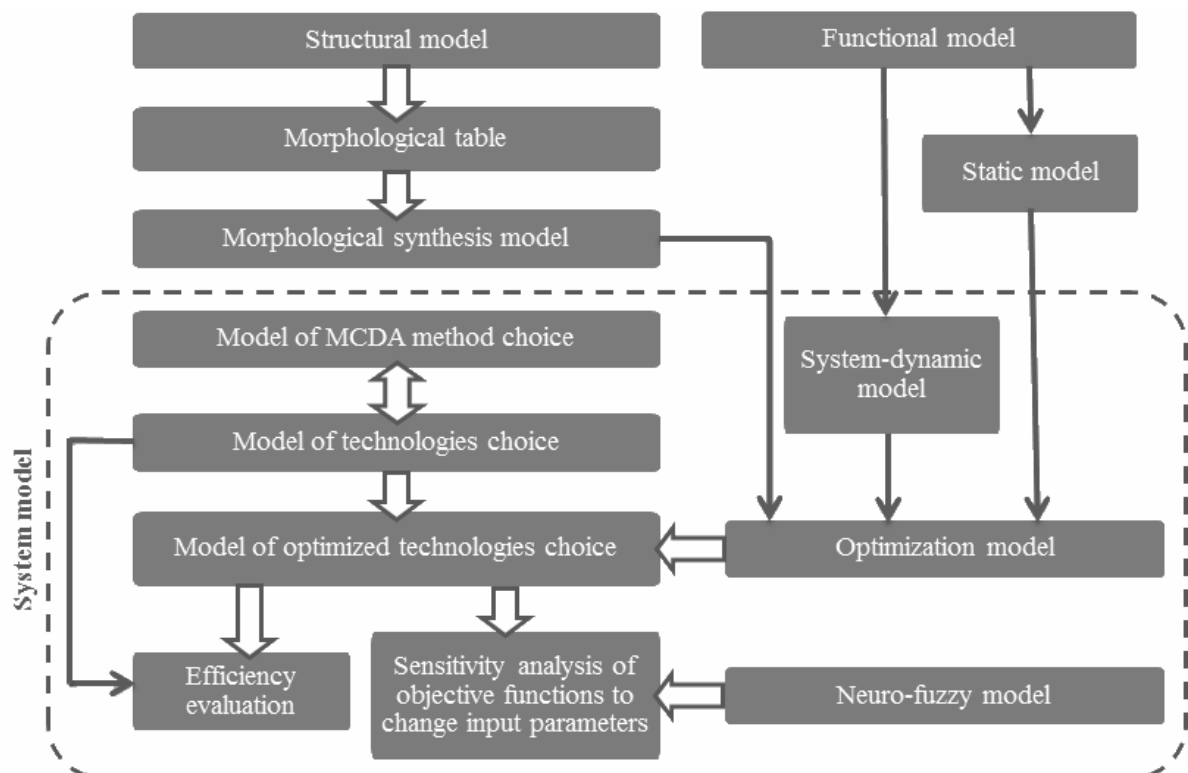 Structural model
Functional model
Morphological table
Static model
Morphological synthesis model
Model of MCDA method choice
System-dynamic
model
Model of technologies choice
System model
Model of optimized technologies choice
Optimization model
Efficiency
evaluation
Sensitivity analysis of
objective functions to
change input parameters
Neuro-fuzzy model